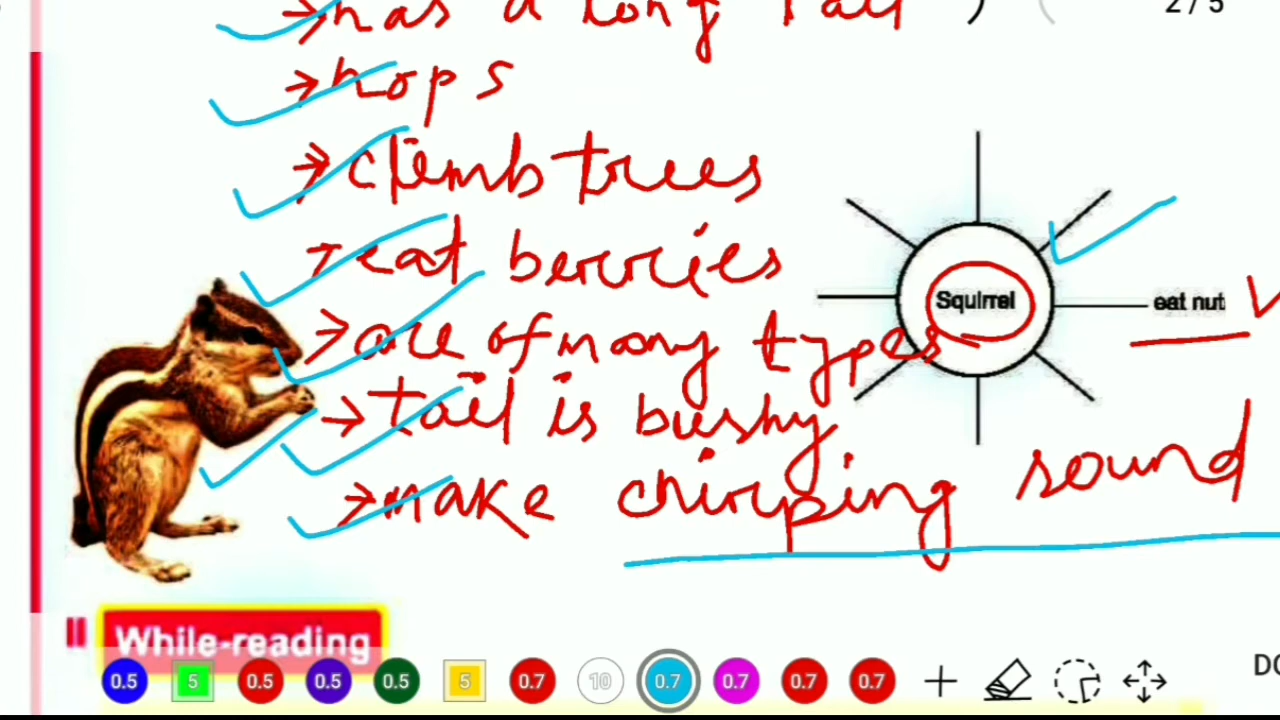 →has a long tail
2 / 5
→hops
→climb trees
→eat berries
Squirrel
eat nut
→are of many types
→tail is bushy
→make chirping sound
While-reading
0.5 5 0.5 0.5 0.5 5 0.7 10 0.7 0.7 0.7 0.7